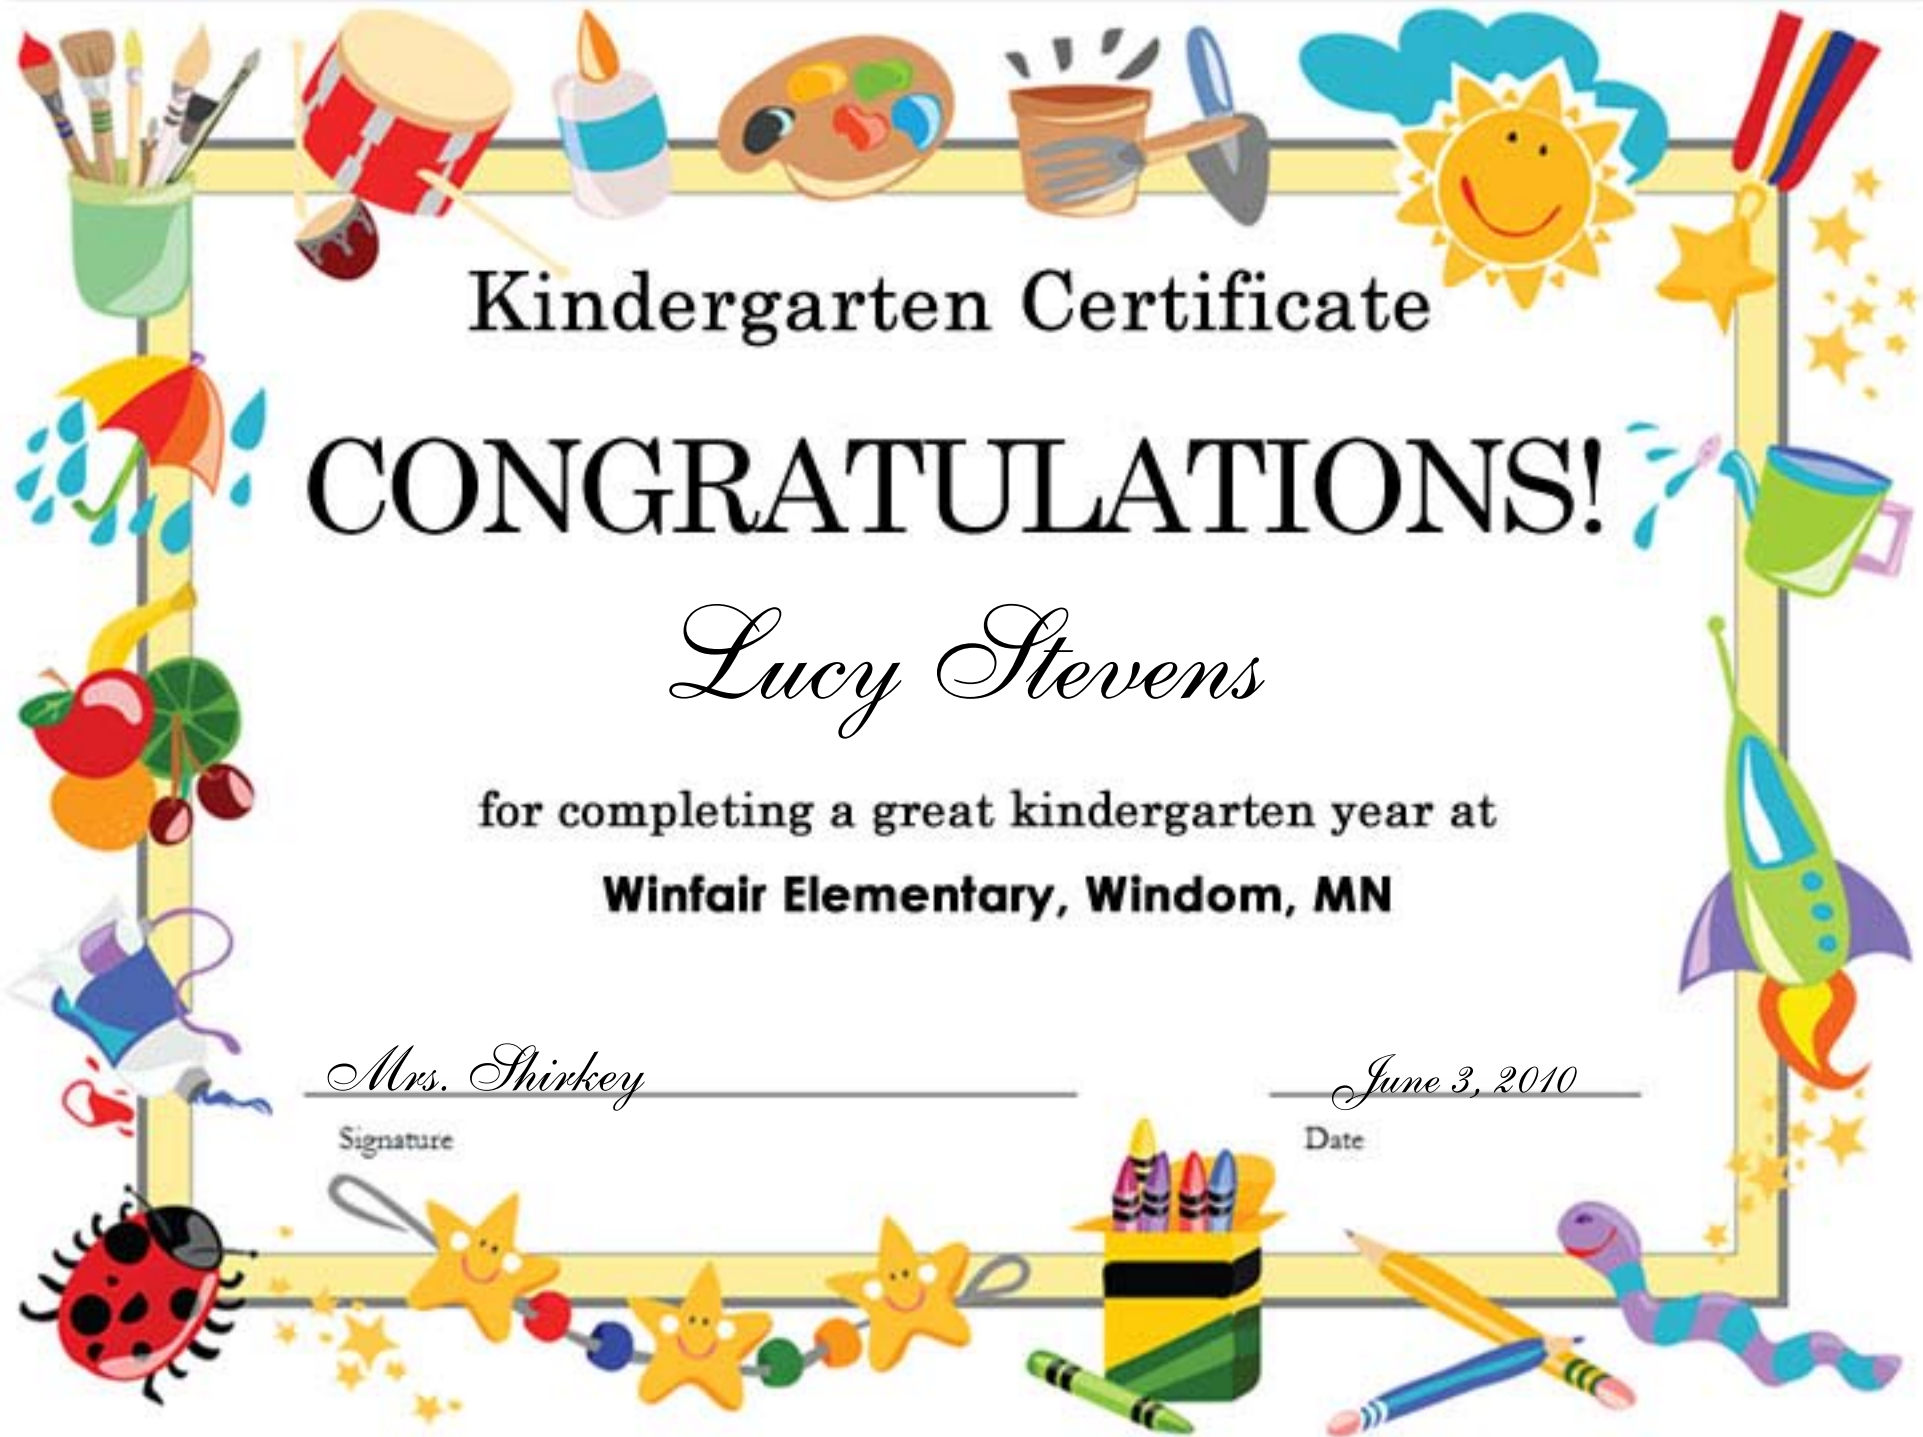 Kindergarten Certificate
CONGRATULATIONS!
Lucy Stevens
for completing a great kindergarten year at
Winfair Elementary, Windom, MN
Mrs. Shirkey
June 3, 2010
Signature
Date